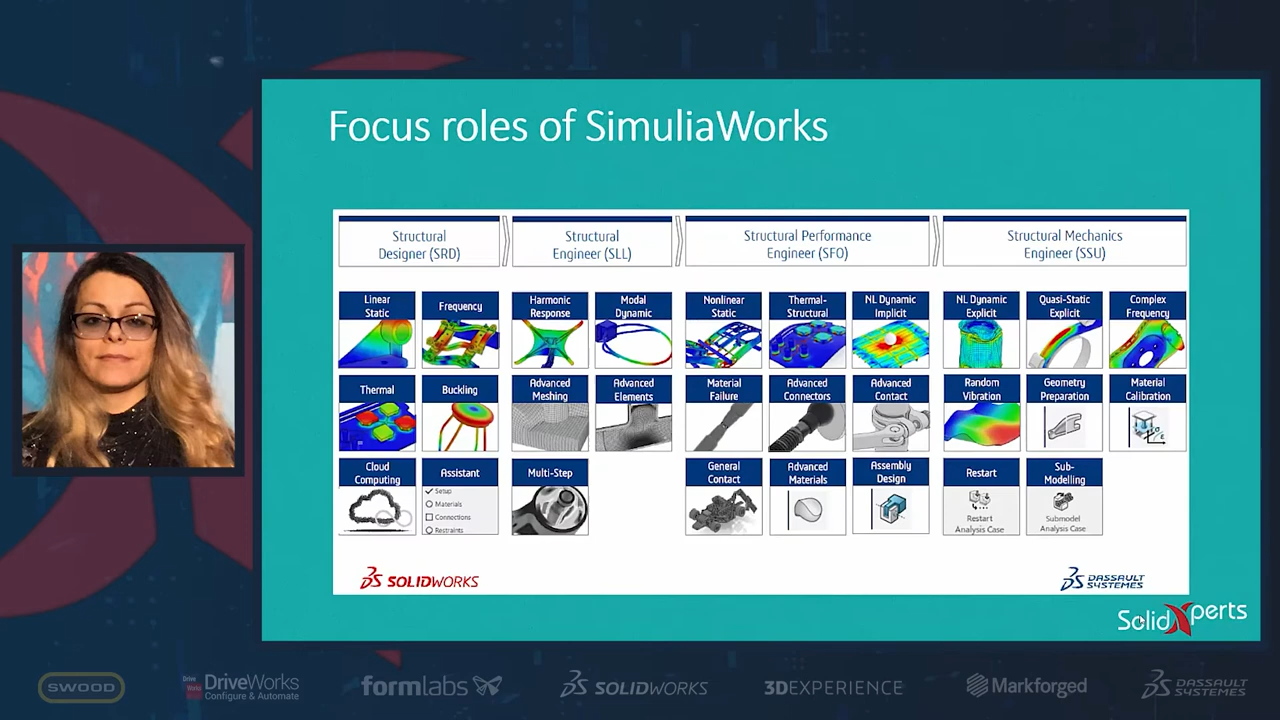 Focus roles of SimuliaWorks
Structural
Designer (SRD)
Structural
Engineer (SLL)
Structural Performance
Engineer (SFO)
Structural Mechanics
Engineer (SSU)
Linear
Static
Frequency
Harmonic
Response
Modal
Dynamic
Nonlinear
Static
Thermal-
Structural
NL Dynamic
Implicit
NL Dynamic
Explicit
Quasi-Static
Explicit
Complex
Frequency
Thermal
Buckling
Advanced
Meshing
Advanced
Elements
Material
Failure
Advanced
Connectors
Advanced
Contact
Random
Vibration
Geometry
Preparation
Material
Calibration
Cloud
Computing
Assistant
Setup
Materials
Connections
Restraints
Multi-Step
General
Contact
Advanced
Materials
Assembly
Design
Restart
Restart
Analysis Case
Sub-
Modelling
Submodel
Analysis Case
SOLIDWORKS
DASSAULT
SYSTEMES
SolidXperts
SWOOD
Drive
Works
DriveWorks
Configure & Automate
formlabs
SOLIDWORKS
3DEXPERIENCE
Markforged
DASSAULT
SYSTEMES